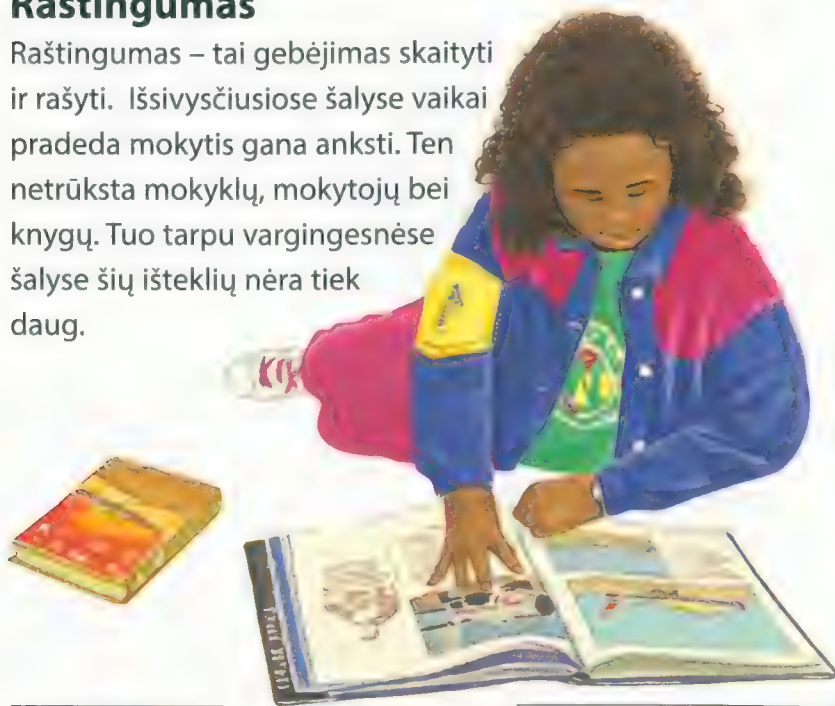 Raštingumas
Raštingumas – tai gebėjimas skaityti
ir rašyti. Išsivysčiusiose šalyse vaikai
pradeda mokytis gana anksti. Ten
netrūksta mokyklų, mokytojų bei
knygų. Tuo tarpu vargingesnėse
šalyse šių išteklių nėra tiek
daug.